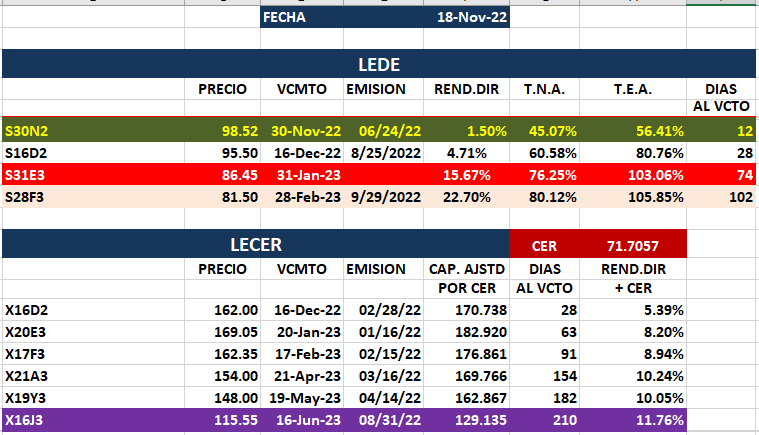 FECHA 18-Nov-22
LEDE
PRECIO VCMTO EMISION REND.DIR T.N.A. T.E.A. DIAS
AL VCTO
S30N2 98.52 30-Nov-22 06/24/22 1.50% 45.07% 56.41% 12
S16D2 95.50 16-Dec-22 8/25/2022 4.71% 60.58% 80.76% 28
S31E3 86.45 31-Jan-23 15.67% 76.25% 103.06% 74
S28F3 81.50 28-Feb-23 9/29/2022 22.70% 80.12% 105.85% 102
LECER CER 71.7057
PRECIO VCMTO EMISION CAP. AJSTD DIAS REND.DIR
POR CER AL VCTO + CER
X16D2 162.00 16-Dec-22 02/28/22 170.738 28 5.39%
X20E3 169.05 20-Jan-23 01/16/22 182.920 63 8.20%
X17F3 162.35 17-Feb-23 02/15/22 176.861 91 8.94%
X21A3 154.00 21-Apr-23 03/16/22 169.766 154 10.24%
X19Y3 148.00 19-May-23 04/14/22 162.867 182 10.05%
X16J3 115.55 16-Jun-23 08/31/22 129.135 210 11.76%